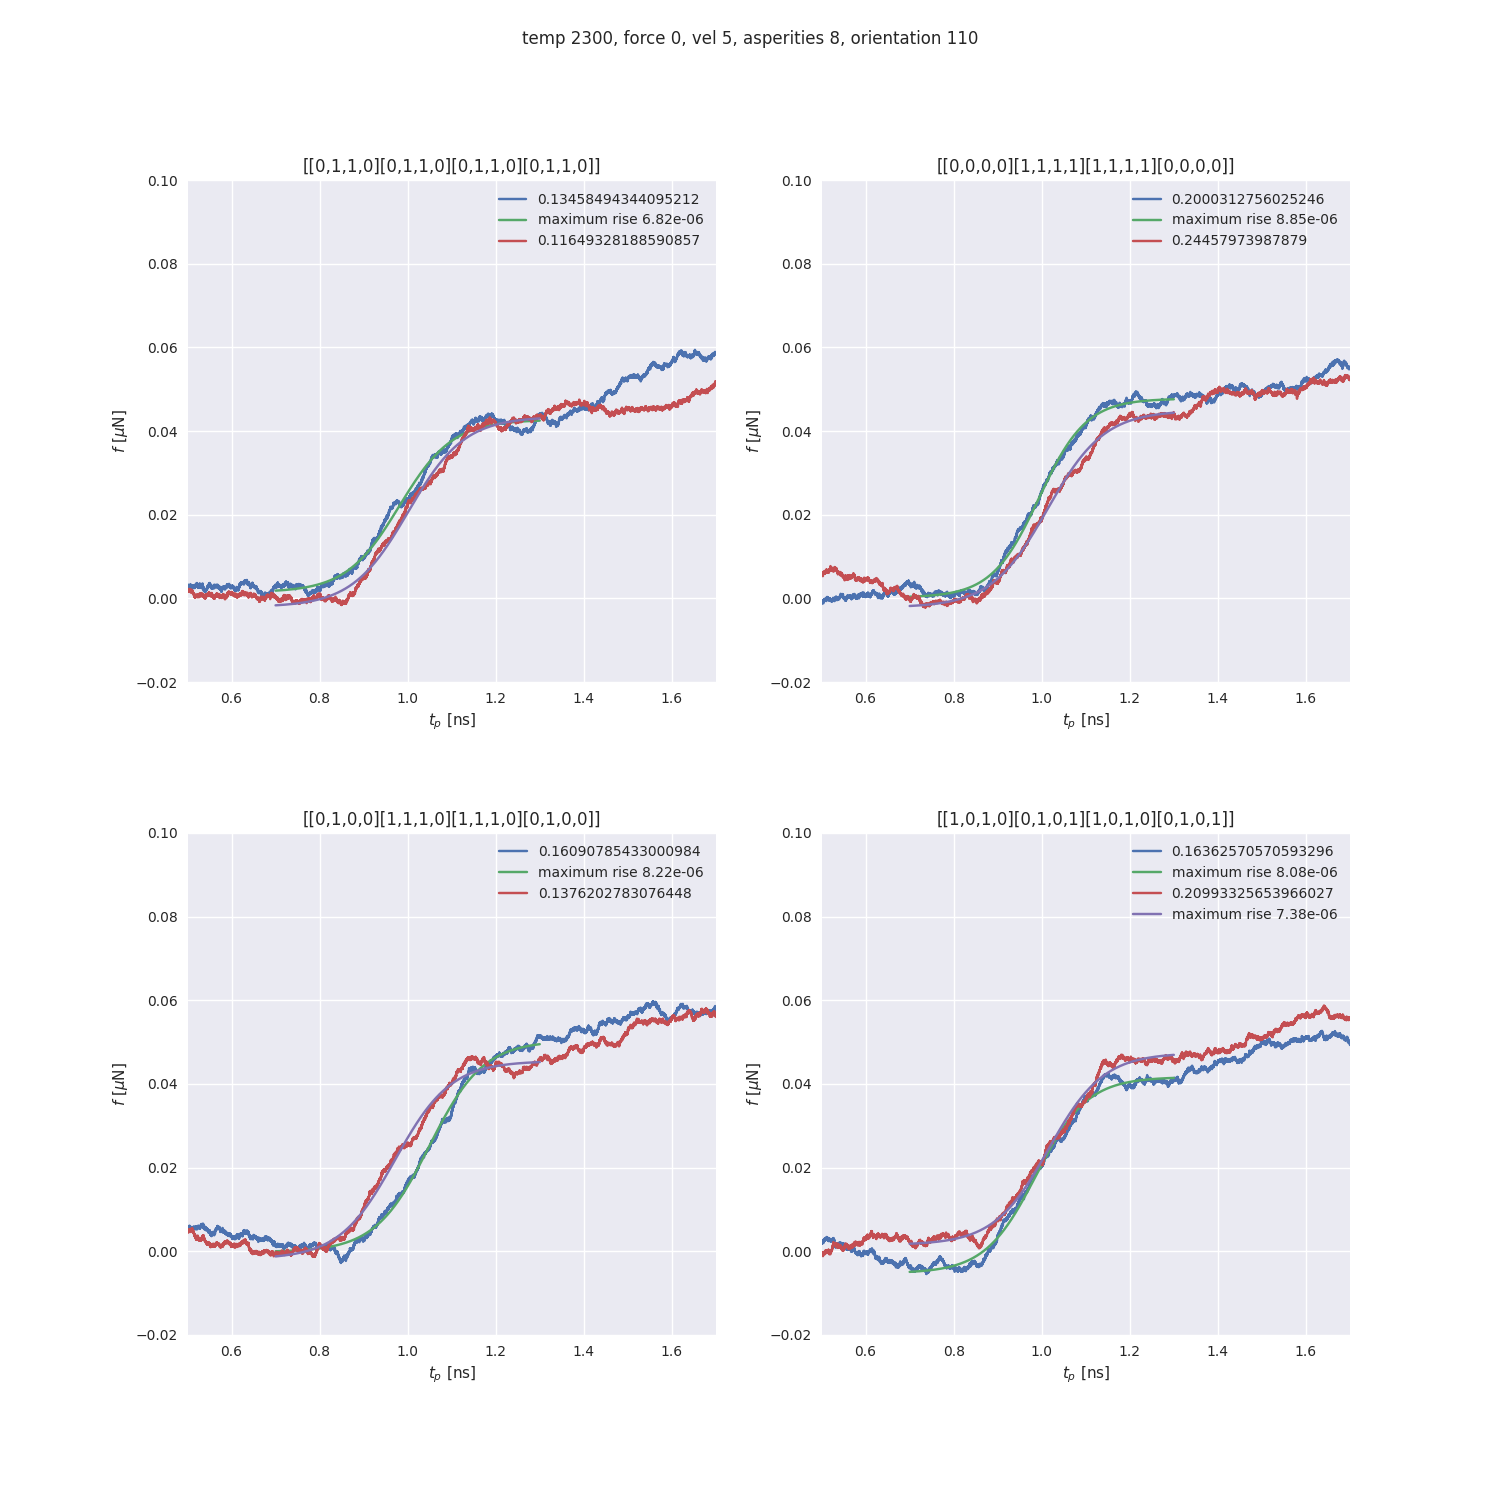 temp 2300, force 0, vel 5, asperities 8, orientation 110
[[0,1,1,0][0,1,1,0][0,1,1,0][0,1,1,0]]
0.13458494344095212
maximum rise 6.82e-06
0.11649328188590857
0.10
0.08
0.06
0.04
0.02
0.00
−0.02
f [μN]
0.6 0.8 1.0 1.2 1.4 1.6
t_p [ns]
[[0,0,0,0][1,1,1,1][1,1,1,1][0,0,0,0]]
0.2000312756025246
maximum rise 8.85e-06
0.24457973987879
0.10
0.08
0.06
0.04
0.02
0.00
−0.02
f [μN]
0.6 0.8 1.0 1.2 1.4 1.6
t_p [ns]
[[0,1,0,0][1,1,1,0][1,1,1,0][0,1,0,0]]
0.16090785433000984
maximum rise 8.22e-06
0.1376202783076448
0.10
0.08
0.06
0.04
0.02
0.00
−0.02
f [μN]
0.6 0.8 1.0 1.2 1.4 1.6
t_p [ns]
[[1,0,1,0][0,1,0,1][1,0,1,0][0,1,0,1]]
0.16362570570593296
maximum rise 8.08e-06
0.20993325653966027
maximum rise 7.38e-06
0.10
0.08
0.06
0.04
0.02
0.00
−0.02
f [μN]
0.6 0.8 1.0 1.2 1.4 1.6
t_p [ns]